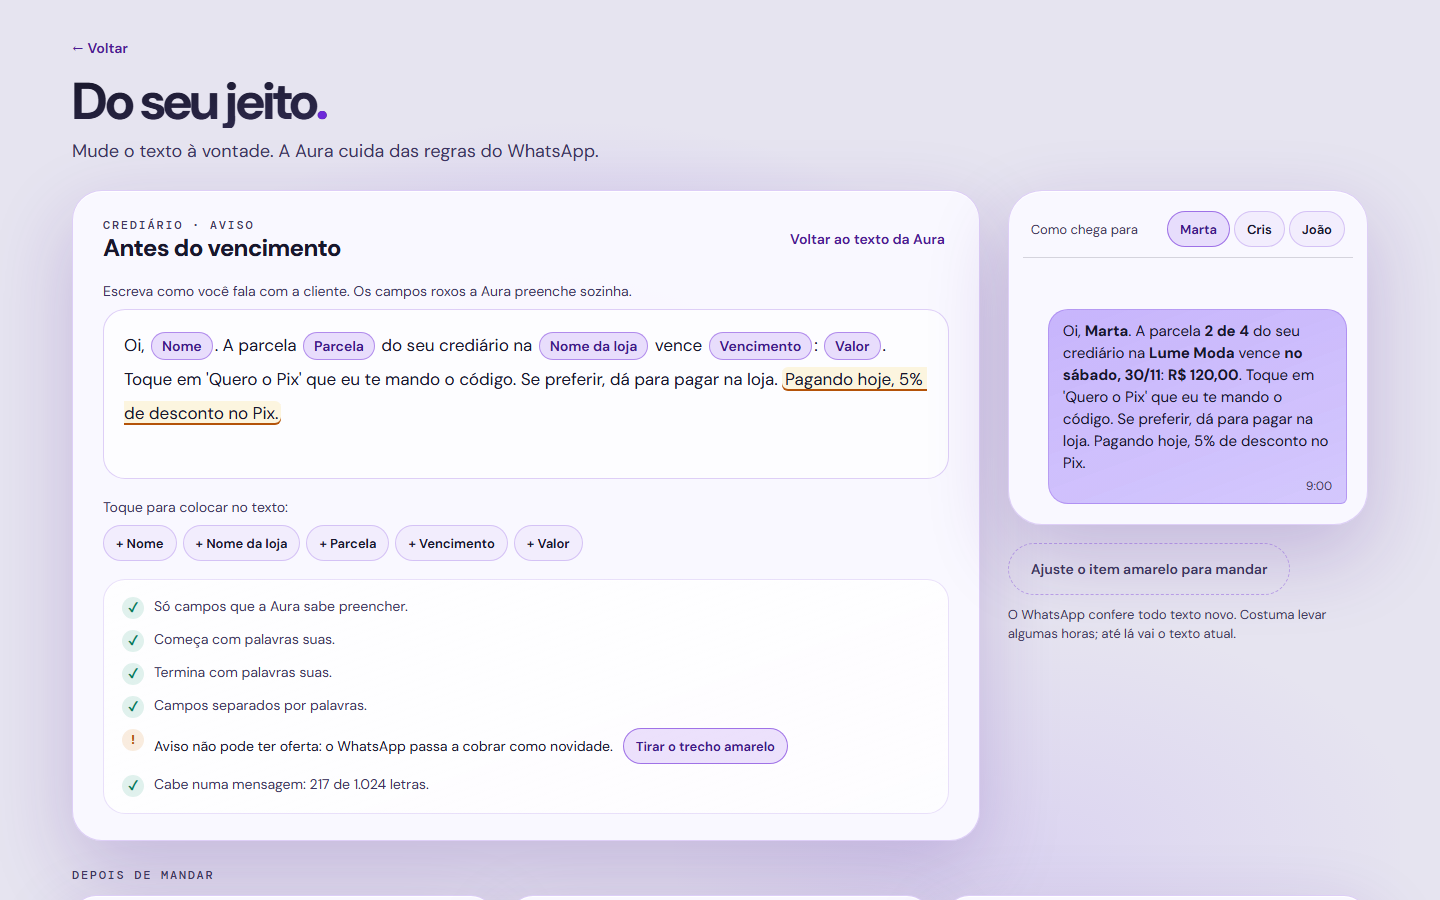 ← Voltar
Do seu jeito.
Mude o texto à vontade. A Aura cuida das regras do WhatsApp.
CREDIÁRIO · AVISO
Antes do vencimento
Voltar ao texto da Aura
Escreva como você fala com a cliente. Os campos roxos a Aura preenche sozinha.
Oi, Nome. A parcela Parcela do seu crediário na Nome da loja vence Vencimento: Valor.
Toque em 'Quero o Pix' que eu te mando o código. Se preferir, dá para pagar na loja. Pagando hoje, 5%
de desconto no Pix.
Toque para colocar no texto:
+ Nome + Nome da loja + Parcela + Vencimento + Valor
✓ Só campos que a Aura sabe preencher.
✓ Começa com palavras suas.
✓ Termina com palavras suas.
✓ Campos separados por palavras.
! Aviso não pode ter oferta: o WhatsApp passa a cobrar como novidade. Tirar o trecho amarelo
✓ Cabe numa mensagem: 217 de 1.024 letras.
Como chega para Marta Cris João
Oi, Marta. A parcela 2 de 4 do seu
crediário na Lume Moda vence no
sábado, 30/11: R$ 120,00. Toque em
'Quero o Pix' que eu te mando o
código. Se preferir, dá para pagar na
loja. Pagando hoje, 5% de desconto no
Pix.
9:00
Ajuste o item amarelo para mandar
O WhatsApp confere todo texto novo. Costuma levar
algumas horas; até lá vai o texto atual.
DEPOIS DE MANDAR